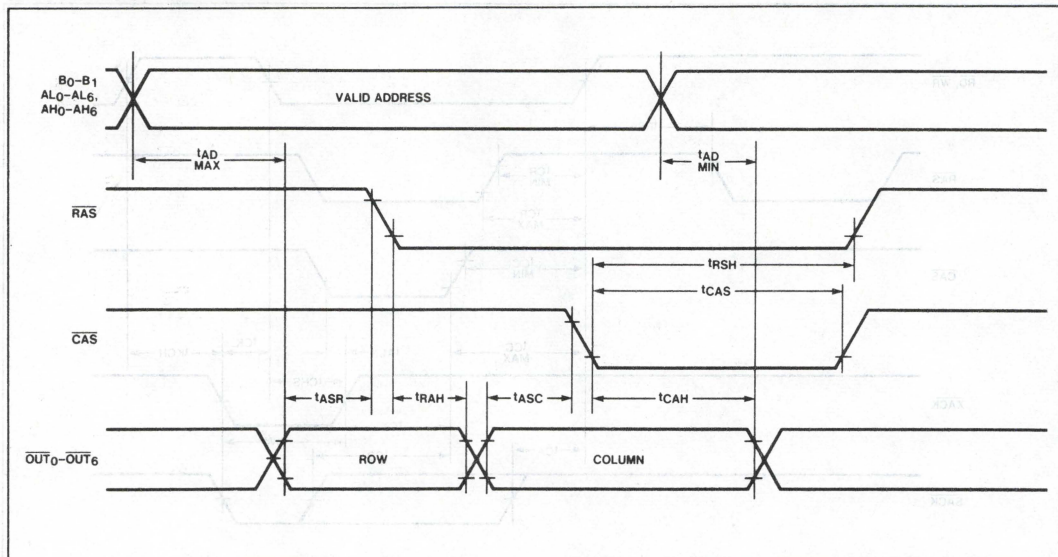 B0–B1
AL0–AL6,
AH0–AH6
VALID ADDRESS
tAD
MAX
tAD
MIN
RAS
tRSH
tCAS
CAS
tASR
tRAH
tASC
tCAH
OUT0–OUT6
ROW
COLUMN